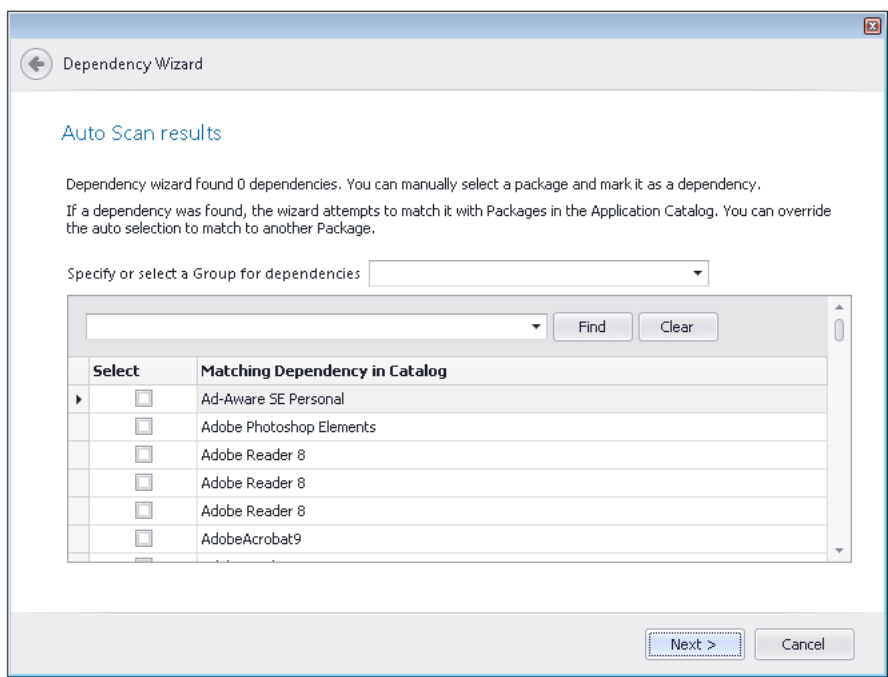 Dependency Wizard
Auto Scan results
Dependency wizard found 0 dependencies. You can manually select a package and mark it as a dependency.
If a dependency was found, the wizard attempts to match it with Packages in the Application Catalog. You can override
the auto selection to match to another Package.
Specify or select a Group for dependencies
Find Clear
Select Matching Dependency in Catalog
Ad-Aware SE Personal
Adobe Photoshop Elements
Adobe Reader 8
Adobe Reader 8
Adobe Reader 8
AdobeAcrobat9
Next > Cancel